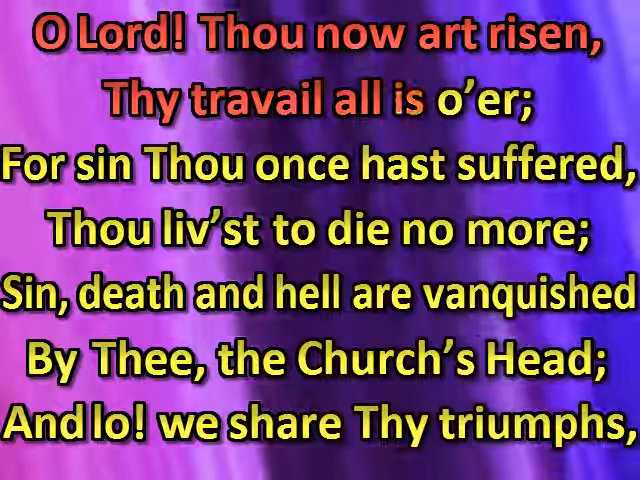 O Lord! Thou now art risen,
Thy travail all is o’er;
For sin Thou once hast suffered,
Thou liv’st to die no more;
Sin, death and hell are vanquished
By Thee, the Church’s Head;
And lo! we share Thy triumphs,